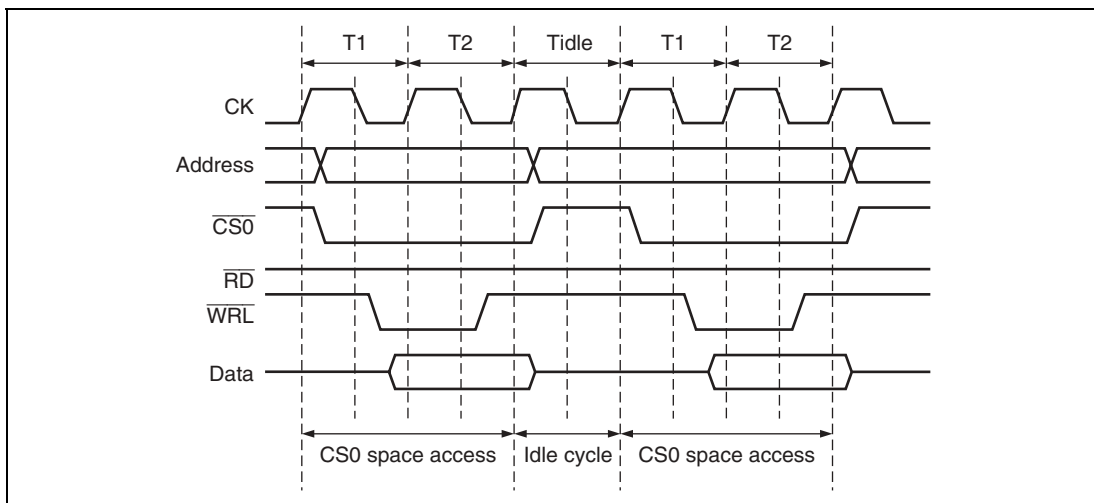 T1 T2 Tidle T1 T2
CK
Address
CS0
RD
WRL
Data
CS0 space access Idle cycle CS0 space access